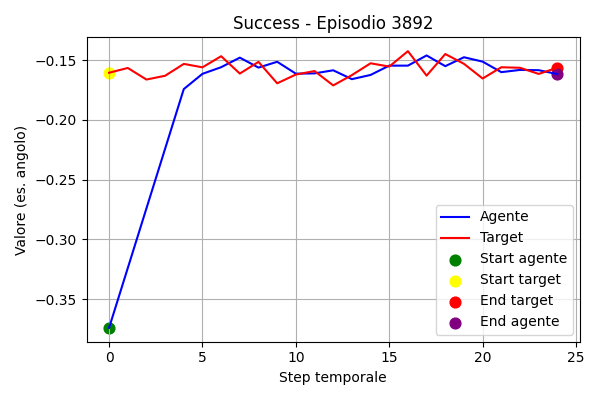 Success - Episodio 3892
Valore (es. angolo)
−0.15
−0.20
−0.25
−0.30
−0.35
Agente
Target
Start agente
Start target
End target
End agente
0 5 10 15 20 25
Step temporale